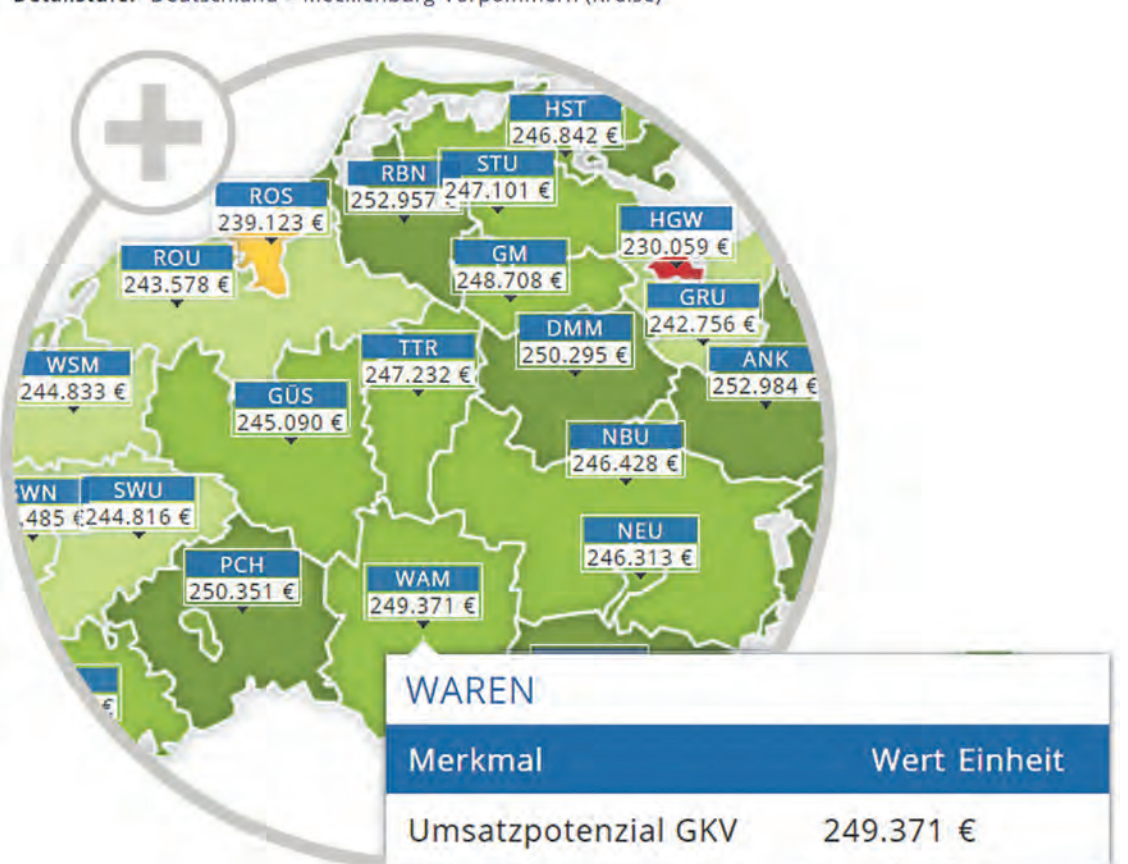 HST
246.842 €
STU
247.101 €
RBN
252.957
ROS
239.123 €
HGW
230.059 €
ROU
243.578 €
GM
248.708 €
GRU
242.756 €
DMM
250.295 €
TTR
247.232 €
ANK
252.984 €
WSM
244.833 €
GÜS
245.090 €
NBU
246.428 €
WN
.485 €
SWU
244.816 €
NEU
246.313 €
PCH
250.351 €
WAM
249.371 €
€
WAREN
Merkmal Wert Einheit
Umsatzpotenzial GKV 249.371 €